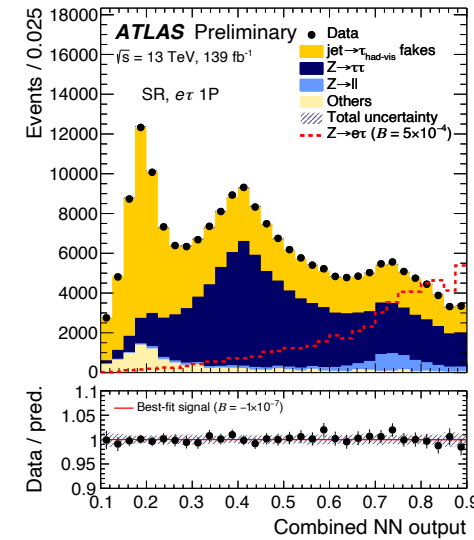 ATLAS Preliminary
√s = 13 TeV, 139 fb⁻¹
SR, eτ 1P
Data
jet→τhad-vis fakes
Z→ττ
Z→ll
Others
Total uncertainty
Z→eτ (B = 5×10⁻⁴)
Events / 0.025
18000
16000
14000
12000
10000
8000
6000
4000
2000
0
Data / pred.
1.1
1.05
1
0.95
0.9
Best-fit signal (B = −1×10⁻⁷)
0.1 0.2 0.3 0.4 0.5 0.6 0.7 0.8 0.9
Combined NN output